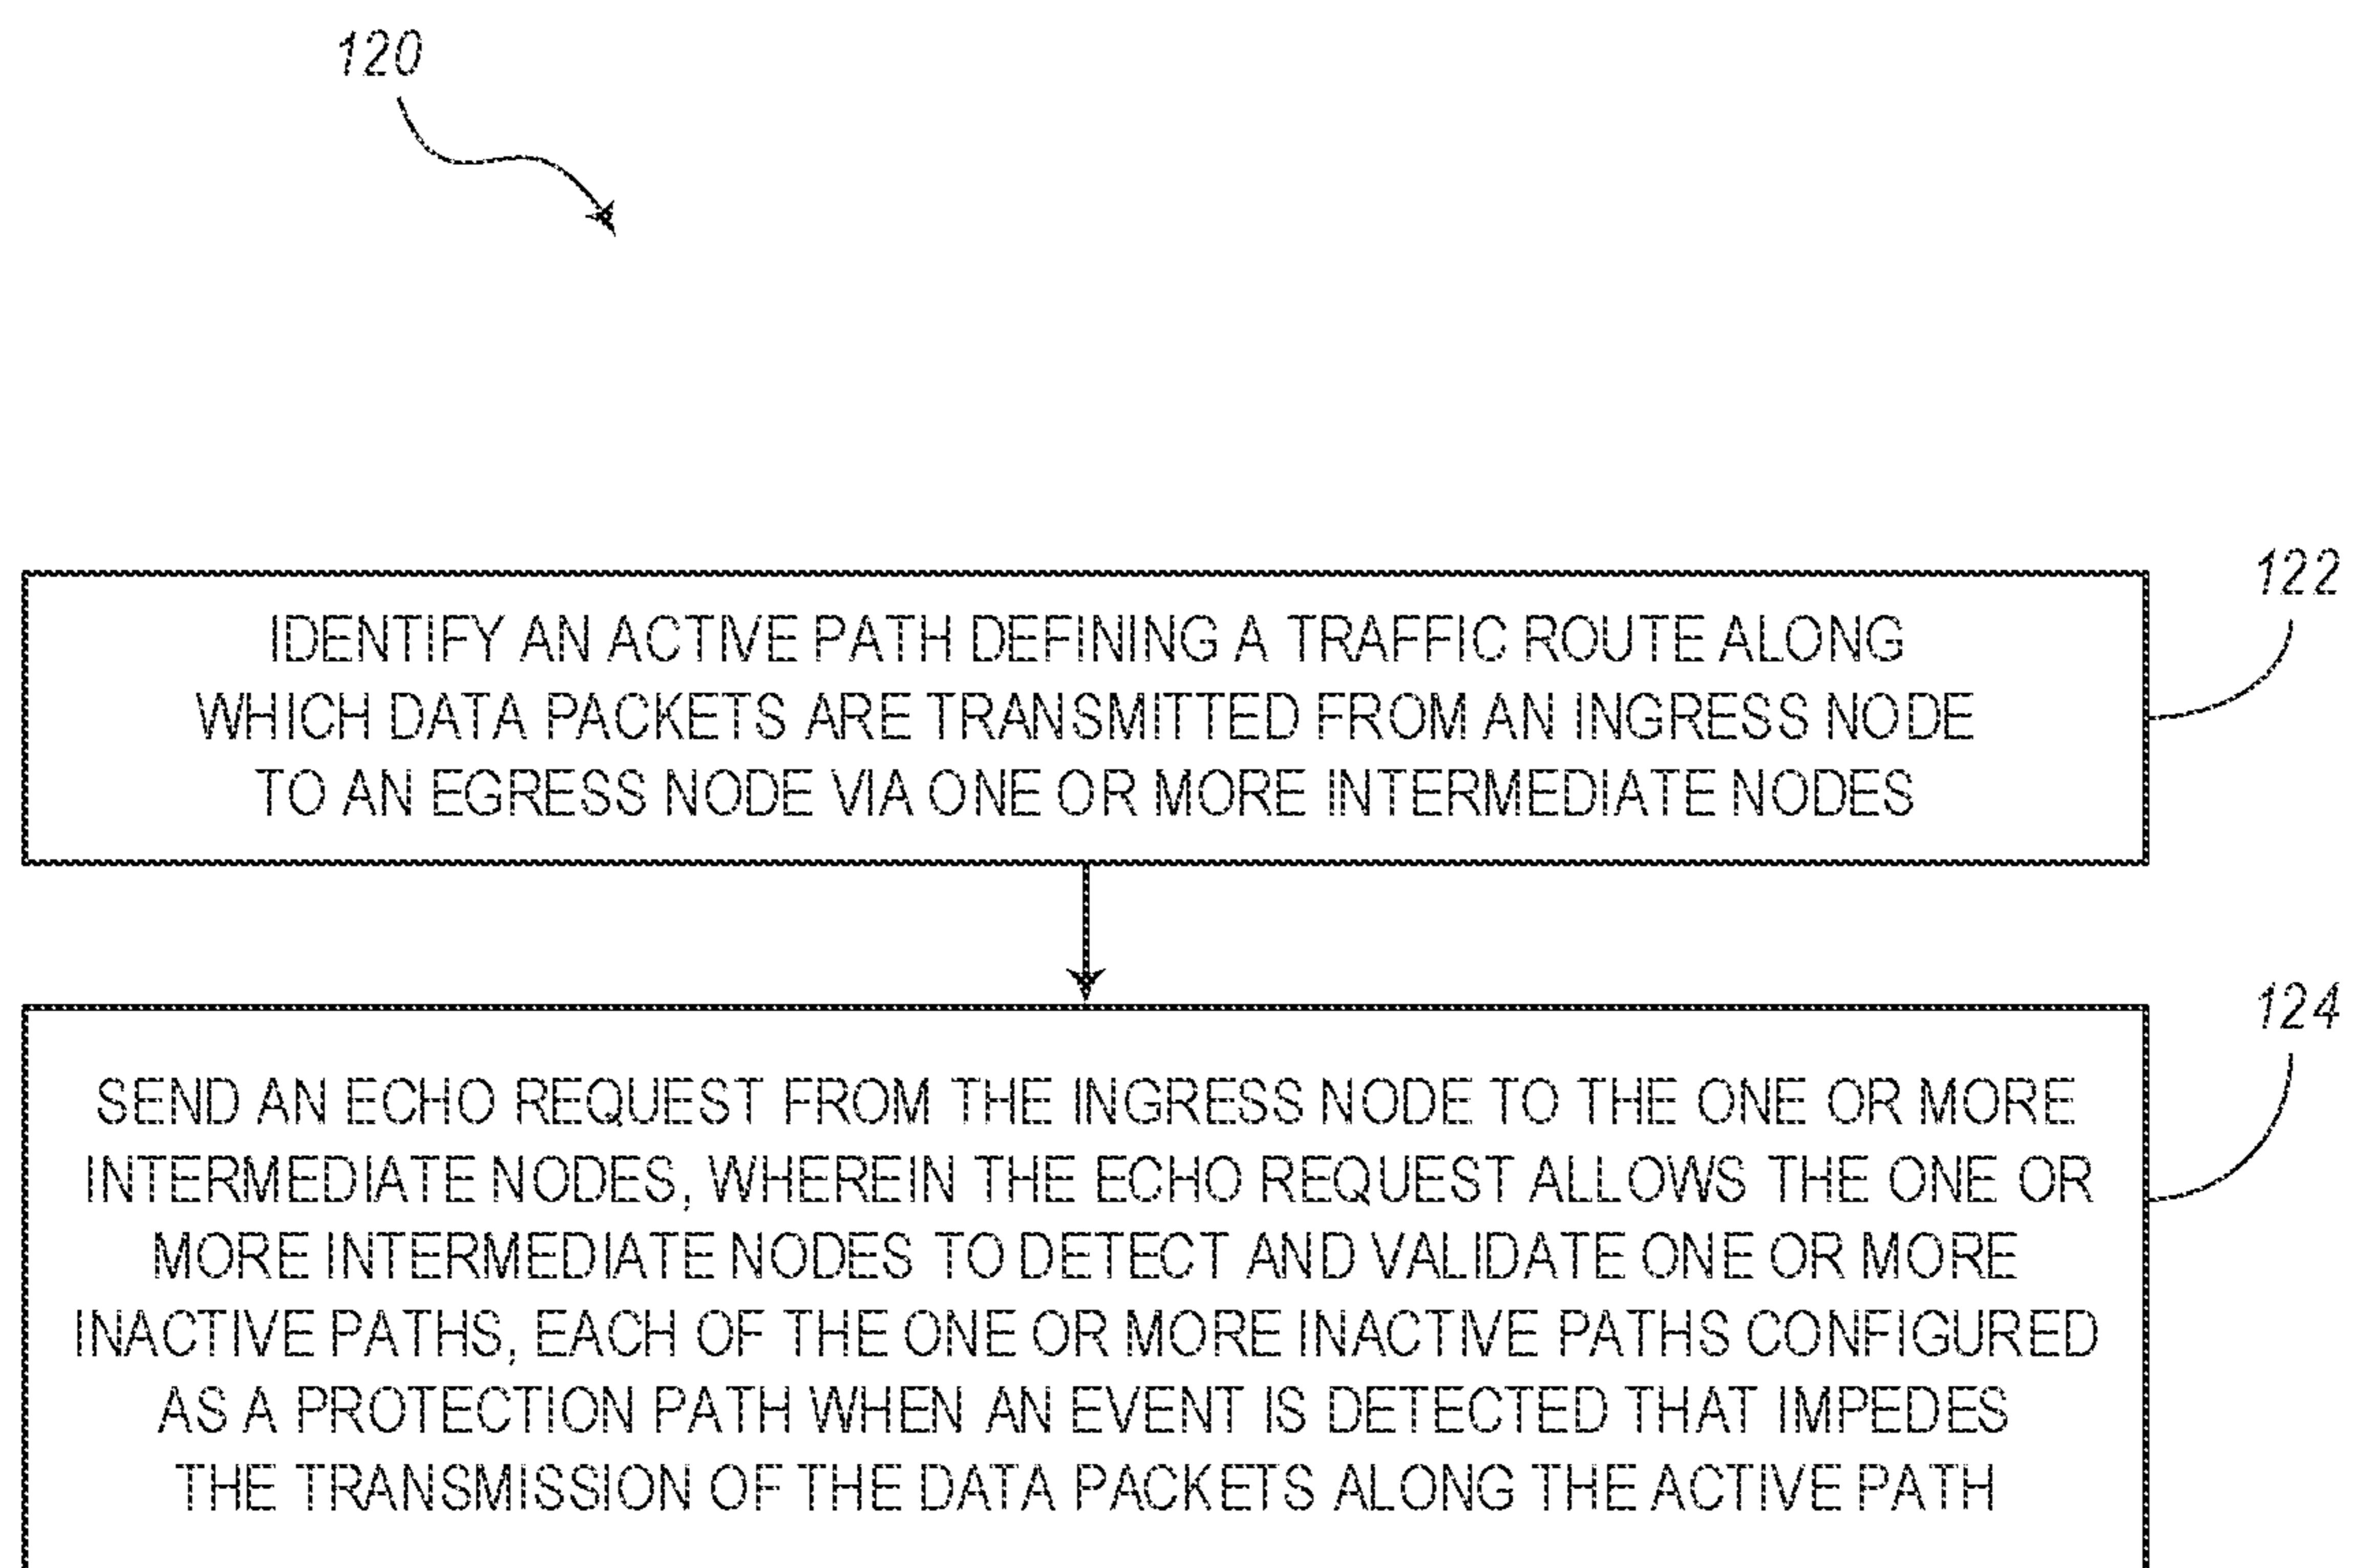 120
122
IDENTIFY AN ACTIVE PATH DEFINING A TRAFFIC ROUTE ALONG
WHICH DATA PACKETS ARE TRANSMITTED FROM AN INGRESS NODE
TO AN EGRESS NODE VIA ONE OR MORE INTERMEDIATE NODES
124
SEND AN ECHO REQUEST FROM THE INGRESS NODE TO THE ONE OR MORE
INTERMEDIATE NODES, WHEREIN THE ECHO REQUEST ALLOWS THE ONE OR
MORE INTERMEDIATE NODES TO DETECT AND VALIDATE ONE OR MORE
INACTIVE PATHS, EACH OF THE ONE OR MORE INACTIVE PATHS CONFIGURED
AS A PROTECTION PATH WHEN AN EVENT IS DETECTED THAT IMPEDES
THE TRANSMISSION OF THE DATA PACKETS ALONG THE ACTIVE PATH